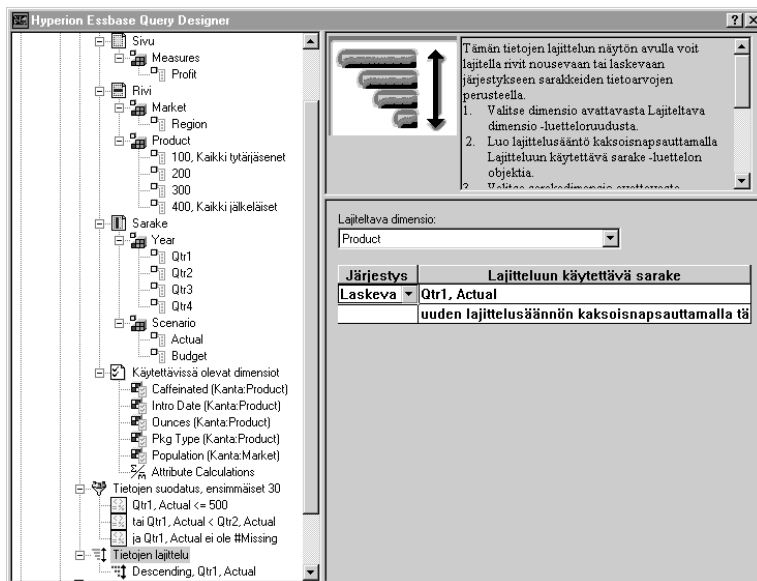 Hyperion Essbase Query Designer
Sivu
Measures
Profit
Rivi
Market
Region
Product
100, Kaikki tytärjäsenet
200
300
400, Kaikki jälkeläiset
Sarake
Year
Qtr1
Qtr2
Qtr3
Qtr4
Scenario
Actual
Budget
Käytettävissä olevat dimensiot
Caffeinated (Kanta:Product)
Intro Date (Kanta:Product)
Ounces (Kanta:Product)
Pkg Type (Kanta:Product)
Population (Kanta:Market)
Attribute Calculations
Tietojen suodatus, ensimmäiset 30
Qtr1, Actual <= 500
tai Qtr1, Actual < Qtr2, Actual
ja Qtr1, Actual ei ole #Missing
Tietojen lajittelu
Descending, Qtr1, Actual
Tämän tietojen lajittelun näytön avulla voit
lajitella rivit nousevaan tai laskevaan
järjestykseen sarakkeiden tietoarvojen
perusteella.
1. Valitse dimensio avattavasta Lajiteltava
dimensio -luetteloruudusta.
2. Luo lajittelusääntö kaksoisnapsauttamalla
Lajitteluun käytettävä sarake -luettelon
objektia.
3. Valitse sarakedimensio avattavasta
Lajiteltava dimensio:
Product
Järjestys Lajitteluun käytettävä sarake
Laskeva Qtr1, Actual
uuden lajittelusäännön kaksoisnapsauttamalla tä